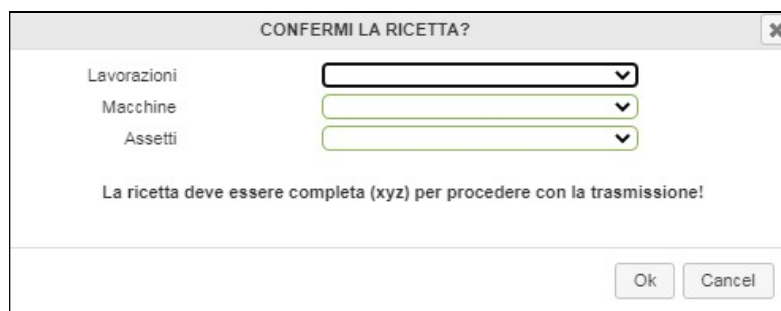 CONFERMI LA RICETTA?
Lavorazioni
Macchine
Assetti
La ricetta deve essere completa (xyz) per procedere con la trasmissione!
Ok Cancel